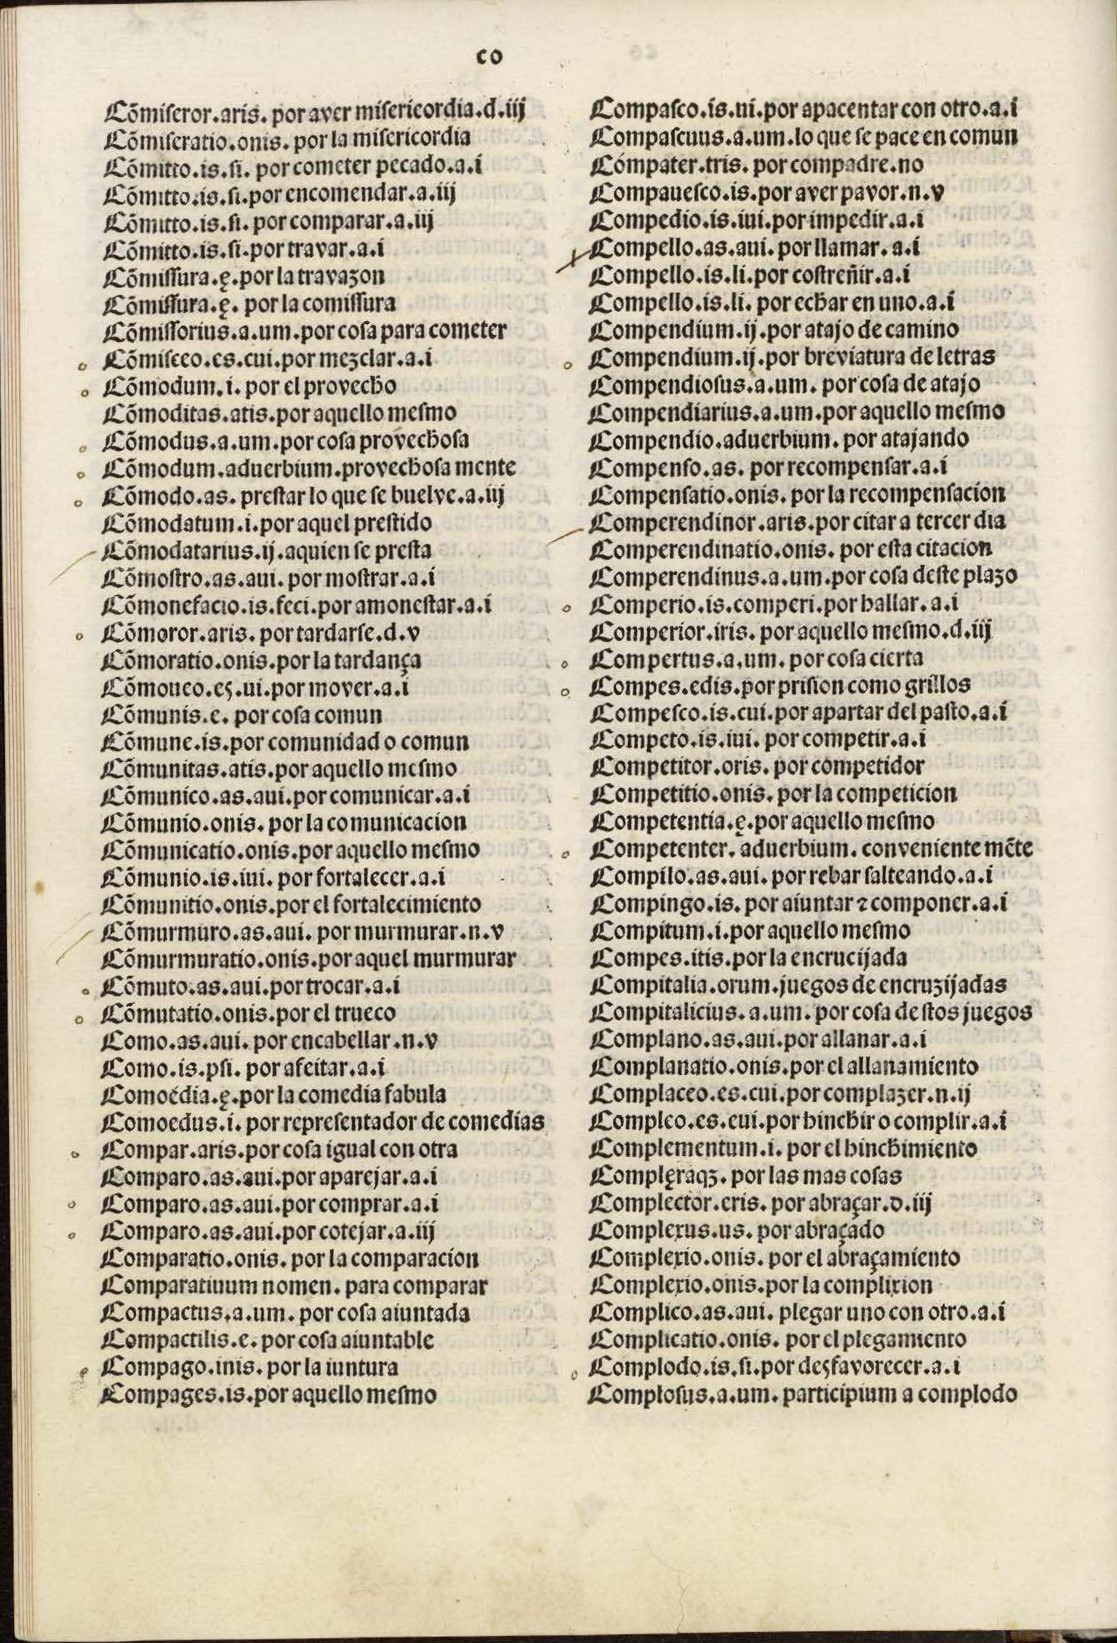 co
Cōmiseror.aris. por aver misericordia.d.iij
Cōmiseratio.onis. por la misericordia
Cōmitto.is.si. por cometer pecado.a.i
Cōmitto.is.si.por encomendar.a.iij
Cōmitto.is.si. por comparar.a.iij
Cōmitto.is.si.por travar.a.i
Cōmissura.ę.por la travazon
Cōmissura.ę. por la comissura
Cōmissorius.a.um.por cosa para cometer
Cōmisceo.es.cui.por mezclar.a.i
Cōmodum.i. por el provecho
Cōmoditas.atis.por aquello mesmo
Cōmodus.a.um.por cosa provechosa
Cōmodum.aduerbium.provechosa mente
Cōmodo.as. prestar lo que se buelve.a.iij
Cōmodatum.i.por aquel prestido
Cōmodatarius.ij.aquien se presta
Cōmostro.as.aui. por mostrar.a.i
Cōmonefacio.is.feci.por amonestar.a.i
Cōmoror.aris. por tardarse.d.v
Cōmoratio.onis.por la tardança
Cōmoueo.es.ui.por mover.a.i
Cōmunis.e. por cosa comun
Cōmune.is.por comunidad o comun
Cōmunitas.atis.por aquello mesmo
Cōmunico.as.aui.por comunicar.a.i
Cōmunio.onis. por la comunicacion
Cōmunicatio.onis.por aquello mesmo
Cōmunio.is.iui. por fortalecer.a.i
Cōmunitio.onis.por el fortalecimiento
Cōmurmuro.as.aui. por murmurar.n.v
Cōmurmuratio.onis.por aquel murmurar
Cōmuto.as.aui.por trocar.a.i
Cōmutatio.onis.por el trueco
Como.as.aui. por encabellar.n.v
Como.is.psi. por afeitar.a.i
Comoedia.ę.por la comedia fabula
Comoedus.i. por representador de comedias
Compar.aris.por cosa igual con otra
Comparo.as.aui.por aparejar.a.i
Comparo.as.aui.por comprar.a.i
Comparo.as.aui.por cotejar.a.iij
Comparatio.onis. por la comparacion
Comparatiuum nomen. para comparar
Compactus.a.um. por cosa aiuntada
Compactilis.e. por cosa aiuntable
Compago.inis. por la iuntura
Compages.is.por aquello mesmo
Compasco.is.ui.por apacentar con otro.a.i
Compascuus.a.um.lo que se pace en comun
Compater.tris. por compadre.no
Compauesco.is.por aver pavor.n.v
Compedio.is.iui.por impedir.a.i
Compello.as.aui. por llamar. a.i
Compello.is.li.por costreñir.a.i
Compello.is.li. por echar en uno.a.i
Compendium.ij.por atajo de camino
Compendium.ij.por breviatura de letras
Compendiosus.a.um. por cosa de atajo
Compendiarius.a.um.por aquello mesmo
Compendio.aduerbium. por atajando
Compenso.as. por recompensar.a.i
Compensatio.onis. por la recompensacion
Comperendinor.aris.por citar a tercer dia
Comperendinatio.onis. por esta citacion
Comperendinus.a.um.por cosa deste plazo
Comperio.is.comperi.por hallar. a.i
Comperior.iris. por aquello mesmo.d.iij
Compertus.a.um. por cosa cierta
Compes.edis.por prision como grillos
Compesco.is.cui.por apartar del pasto.a.i
Competo.is.iui. por competir.a.i
Competitor.oris. por competidor
Competitio.onis. por la competicion
Competentia.ę.por aquello mesmo
Competenter. aduerbium. conveniente mēte
Compilo.as.aui. por robar salteando.a.i
Compingo.is. por aiuntar ⁊ componer.a.i
Compitum.i.por aquello mesmo
Compes.itis.por la encrucijada
Compitalia.orum.juegos de encruzijadas
Compitalicius. a.um. por cosa destos juegos
Complano.as.aui.por allanar.a.i
Complanatio.onis. por el allanamiento
Complaceo.es.cui.por complazer.n.ij
Compleo.es.eui.por hinchir o complir.a.i
Complementum.i. por el hinchimiento
Complęraqꝫ. por las mas cosas
Complector.eris. por abraçar.d.iij
Complexus.us. por abraçado
Complexio.onis. por el abraçamiento
Complexio.onis.por la complixion
Complico.as.aui. plegar uno con otro.a.i
Complicatio.onis. por el plegamiento
Complodo.is.si.por desfavorecer.a.i
Complosus.a.um. participium a complodo